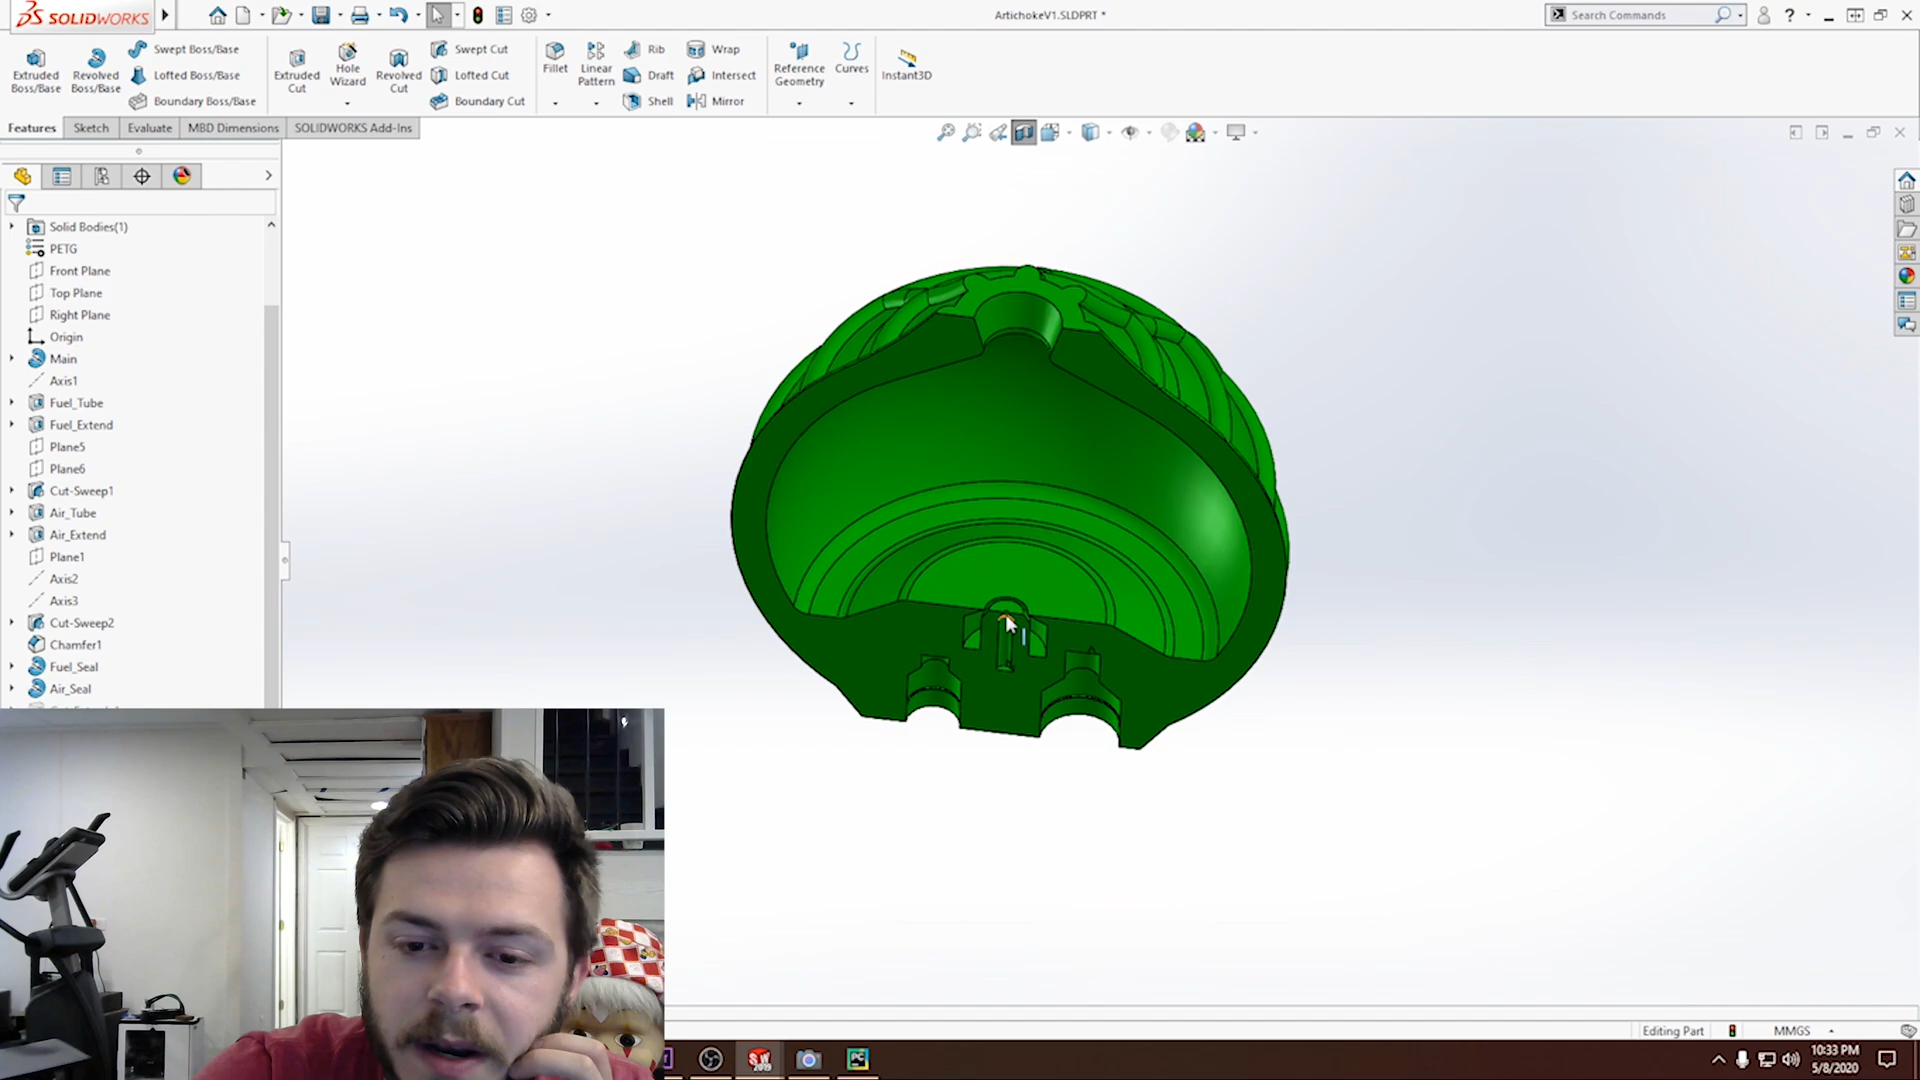 SOLIDWORKS
ArtichokeV1.SLDPRT *
Search Commands
?
Extruded Boss/Base
Revolved Boss/Base
Swept Boss/Base
Lofted Boss/Base
Boundary Boss/Base
Extruded Cut
Hole Wizard
Revolved Cut
Swept Cut
Lofted Cut
Boundary Cut
Fillet
Linear Pattern
Rib
Draft
Shell
Wrap
Intersect
Mirror
Reference Geometry
Curves
Instant3D
Features
Sketch
Evaluate
MBD Dimensions
SOLIDWORKS Add-Ins
Solid Bodies(1)
PETG
Front Plane
Top Plane
Right Plane
Origin
Main
Axis1
Fuel_Tube
Fuel_Extend
Plane5
Plane6
Cut-Sweep1
Air_Tube
Air_Extend
Plane1
Axis2
Axis3
Cut-Sweep2
Chamfer1
Fuel_Seal
Air_Seal
Editing Part
MMGS
SW
2019
PC
10:33 PM
5/8/2020